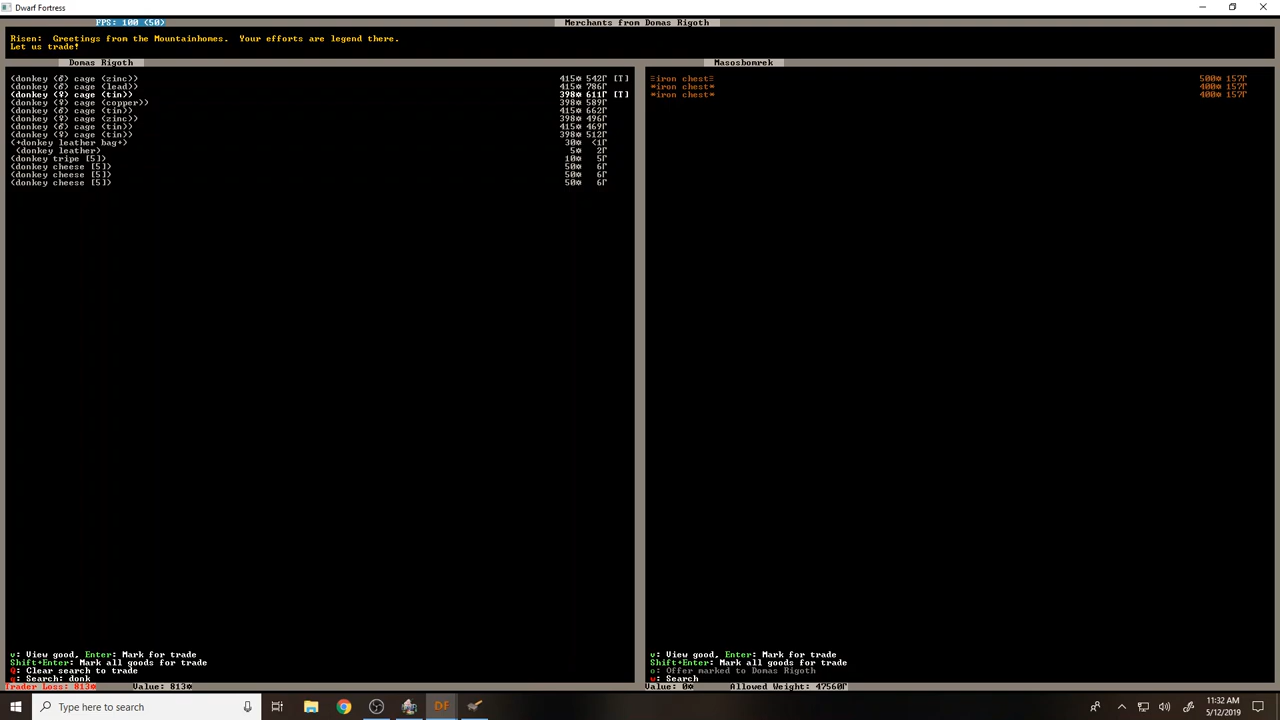 Dwarf Fortress
FPS: 100 (50)
Merchants from Domas Rigoth
Risen: Greetings from the Mountainhomes. Your efforts are legend there.
Let us trade!
Domas Rigoth
(donkey (♂) cage (zinc)) 415☼ 542Γ [T]
(donkey (♂) cage (lead)) 415☼ 786Γ
(donkey (♀) cage (tin)) 398☼ 611Γ [T]
(donkey (♀) cage (copper)) 398☼ 589Γ
(donkey (♂) cage (tin)) 415☼ 662Γ
(donkey (♀) cage (zinc)) 398☼ 496Γ
(donkey (♂) cage (tin)) 415☼ 469Γ
(donkey (♀) cage (tin)) 398☼ 512Γ
(+donkey leather bag+) 30☼ <1Γ
(donkey leather) 5☼ 2Γ
(donkey tripe [5]) 10☼ 5Γ
(donkey cheese [5]) 50☼ 6Γ
(donkey cheese [5]) 50☼ 6Γ
(donkey cheese [5]) 50☼ 6Γ
v: View good, Enter: Mark for trade
Shift+Enter: Mark all goods for trade
Q: Clear search to trade
q: Search: donk
Trader Loss: 813☼ Value: 813☼
Masosbomrek
≡iron chest≡ 500☼ 157Γ
*iron chest* 400☼ 157Γ
*iron chest* 400☼ 157Γ
v: View good, Enter: Mark for trade
Shift+Enter: Mark all goods for trade
o: Offer marked to Domas Rigoth
w: Search
Value: 0☼ Allowed Weight: 47560Γ
Type here to search
DF
11:32 AM
5/12/2019